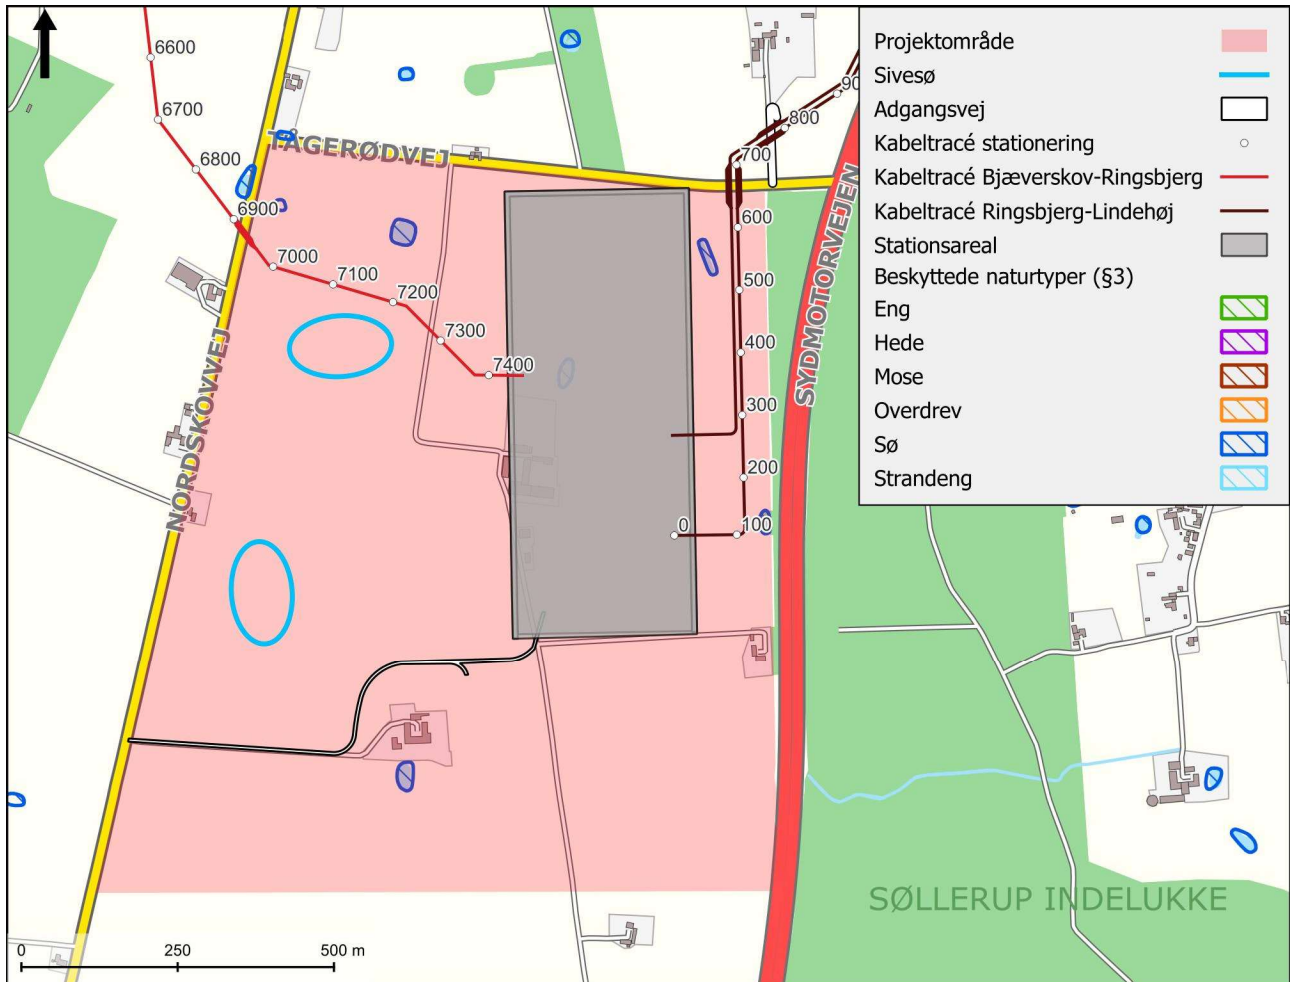 6600
6700
6800
6900
7000
7100
7200
7300
7400
TÅGERØDVEJ
NORDSKOVVEJ
SYDMOTORVEJEN
90
800
700
600
500
400
300
200
100
0
Projektområde
Sivesø
Adgangsvej
Kabeltracé stationering
Kabeltracé Bjæverskov-Ringsbjerg
Kabeltracé Ringsbjerg-Lindehøj
Stationsareal
Beskyttede naturtyper (§3)
Eng
Hede
Mose
Overdrev
Sø
Strandeng
SØLLERUP INDELUKKE
0 250 500 m